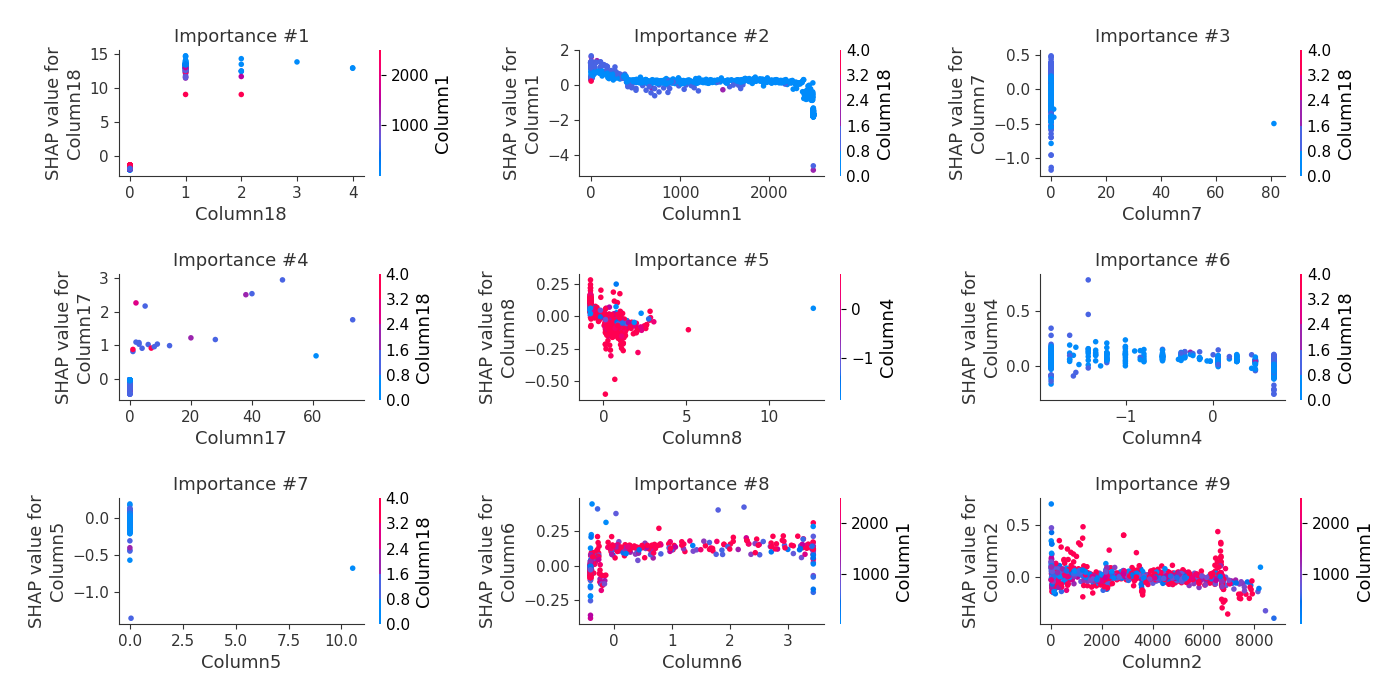 Importance #1
SHAP value for
Column18
15
10
5
0
0
1
2
3
4
Column18
2000
1000
Column1
Importance #2
SHAP value for
Column1
2
0
−2
−4
0
1000
2000
Column1
4.0
3.2
2.4
1.6
0.8
0.0
Column18
Importance #3
SHAP value for
Column7
0.5
0.0
−0.5
−1.0
0
20
40
60
80
Column7
4.0
3.2
2.4
1.6
0.8
0.0
Column18
Importance #4
SHAP value for
Column17
3
2
1
0
0
20
40
60
Column17
4.0
3.2
2.4
1.6
0.8
0.0
Column18
Importance #5
SHAP value for
Column8
0.25
0.00
−0.25
−0.50
0
5
10
Column8
0
−1
Column4
Importance #6
SHAP value for
Column4
0.5
0.0
−1
0
Column4
4.0
3.2
2.4
1.6
0.8
0.0
Column18
Importance #7
SHAP value for
Column5
0.0
−0.5
−1.0
0.0
2.5
5.0
7.5
10.0
Column5
4.0
3.2
2.4
1.6
0.8
0.0
Column18
Importance #8
SHAP value for
Column6
0.25
0.00
−0.25
0
1
2
3
Column6
2000
1000
Column1
Importance #9
SHAP value for
Column2
0.5
0.0
0
2000
4000
6000
8000
Column2
2000
1000
Column1